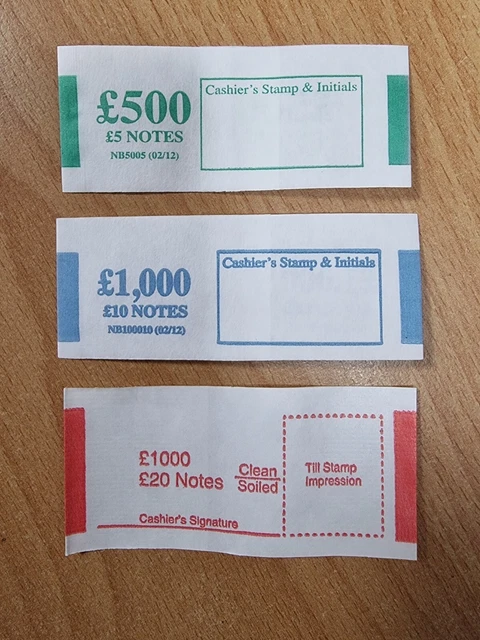 £500
£5 NOTES
NB5005 (02/12)
Cashier's Stamp & Initials
£1,000
£10 NOTES
NB100010 (02/12)
Cashier's Stamp & Initials
£1000
£20 Notes
Clean
Soiled
Till Stamp
Impression
Cashier's Signature